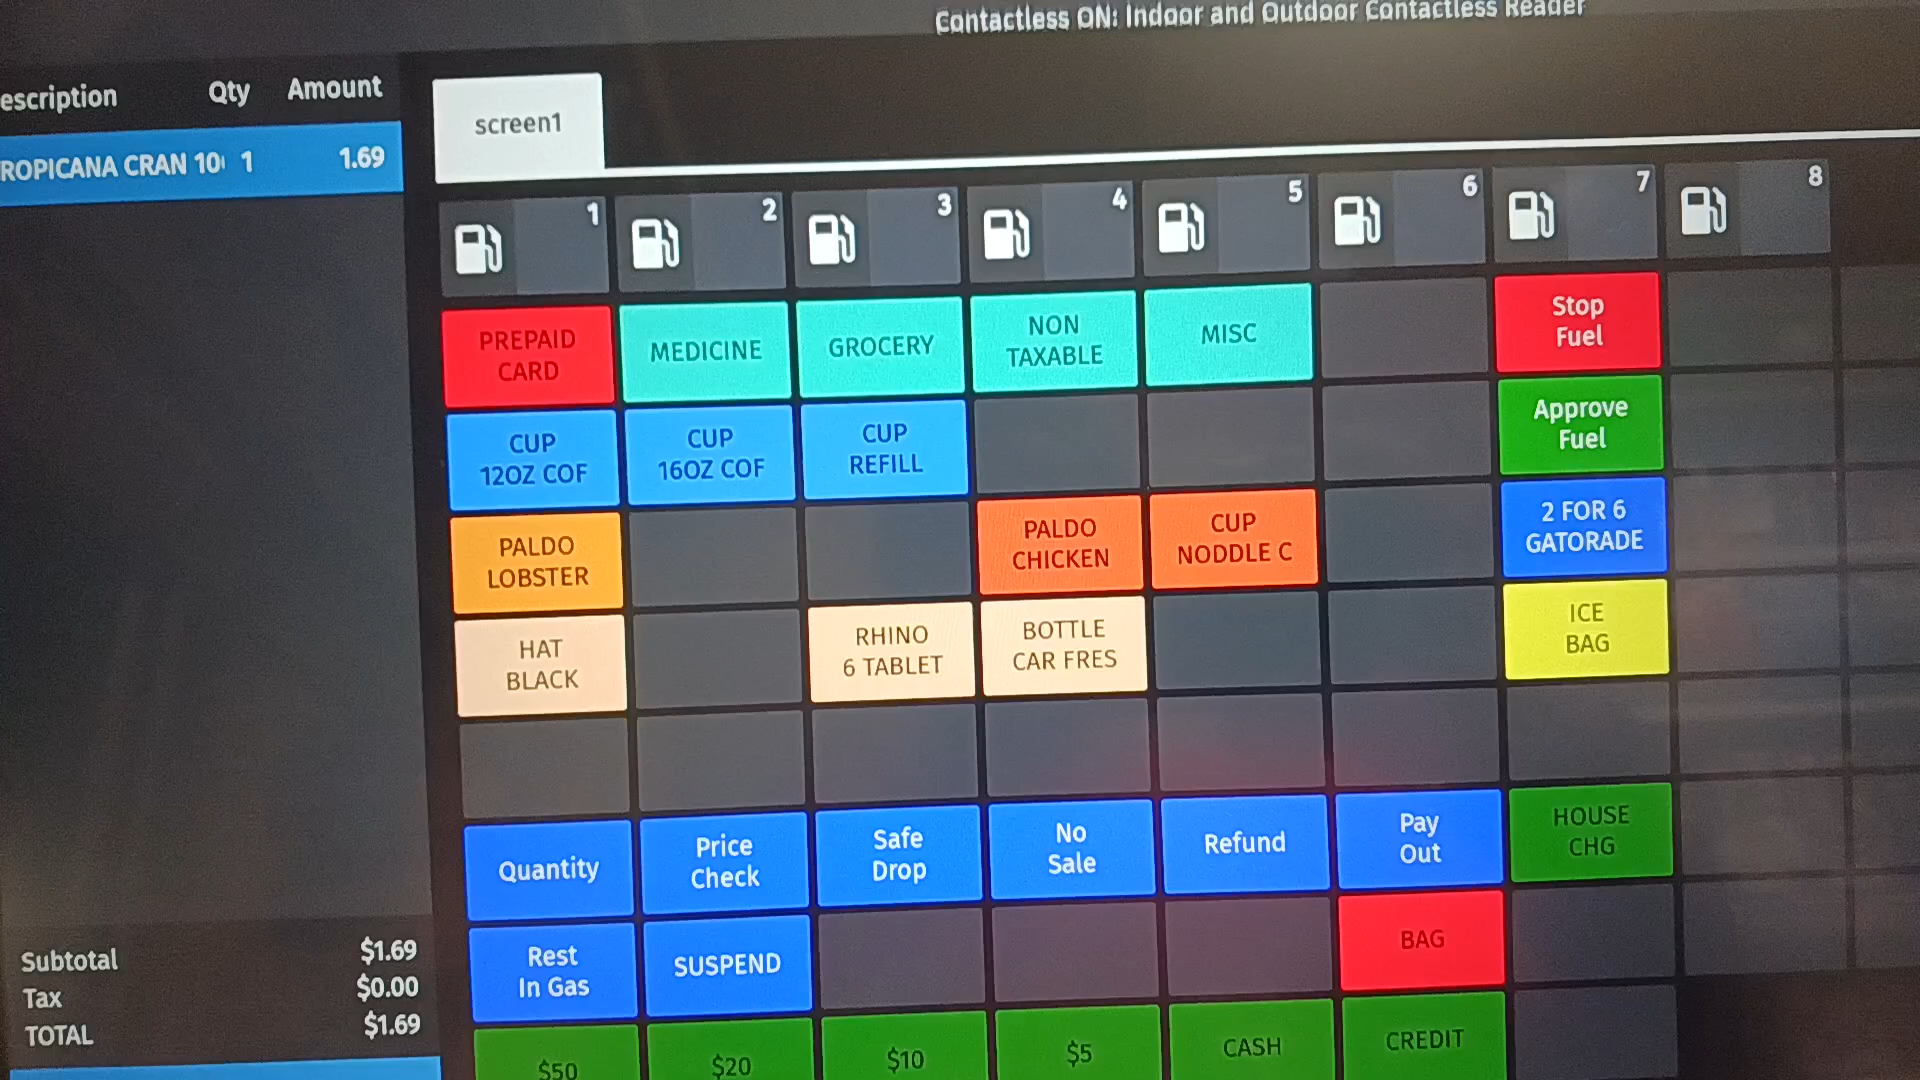 Contactless ON: Indoor and Outdoor Contactless Reader
escription Qty Amount
ROPICANA CRAN 10 1 1.69
screen1
1 2 3 4 5 6 7 8
PREPAID
CARD
MEDICINE
GROCERY
NON
TAXABLE
MISC
Stop
Fuel
CUP
12OZ COF
CUP
16OZ COF
CUP
REFILL
Approve
Fuel
PALDO
LOBSTER
PALDO
CHICKEN
CUP
NODDLE C
2 FOR 6
GATORADE
HAT
BLACK
RHINO
6 TABLET
BOTTLE
CAR FRES
ICE
BAG
Quantity
Price
Check
Safe
Drop
No
Sale
Refund
Pay
Out
HOUSE
CHG
Rest
In Gas
SUSPEND
BAG
$50
$20
$10
$5
CASH
CREDIT
Subtotal $1.69
Tax $0.00
TOTAL $1.69